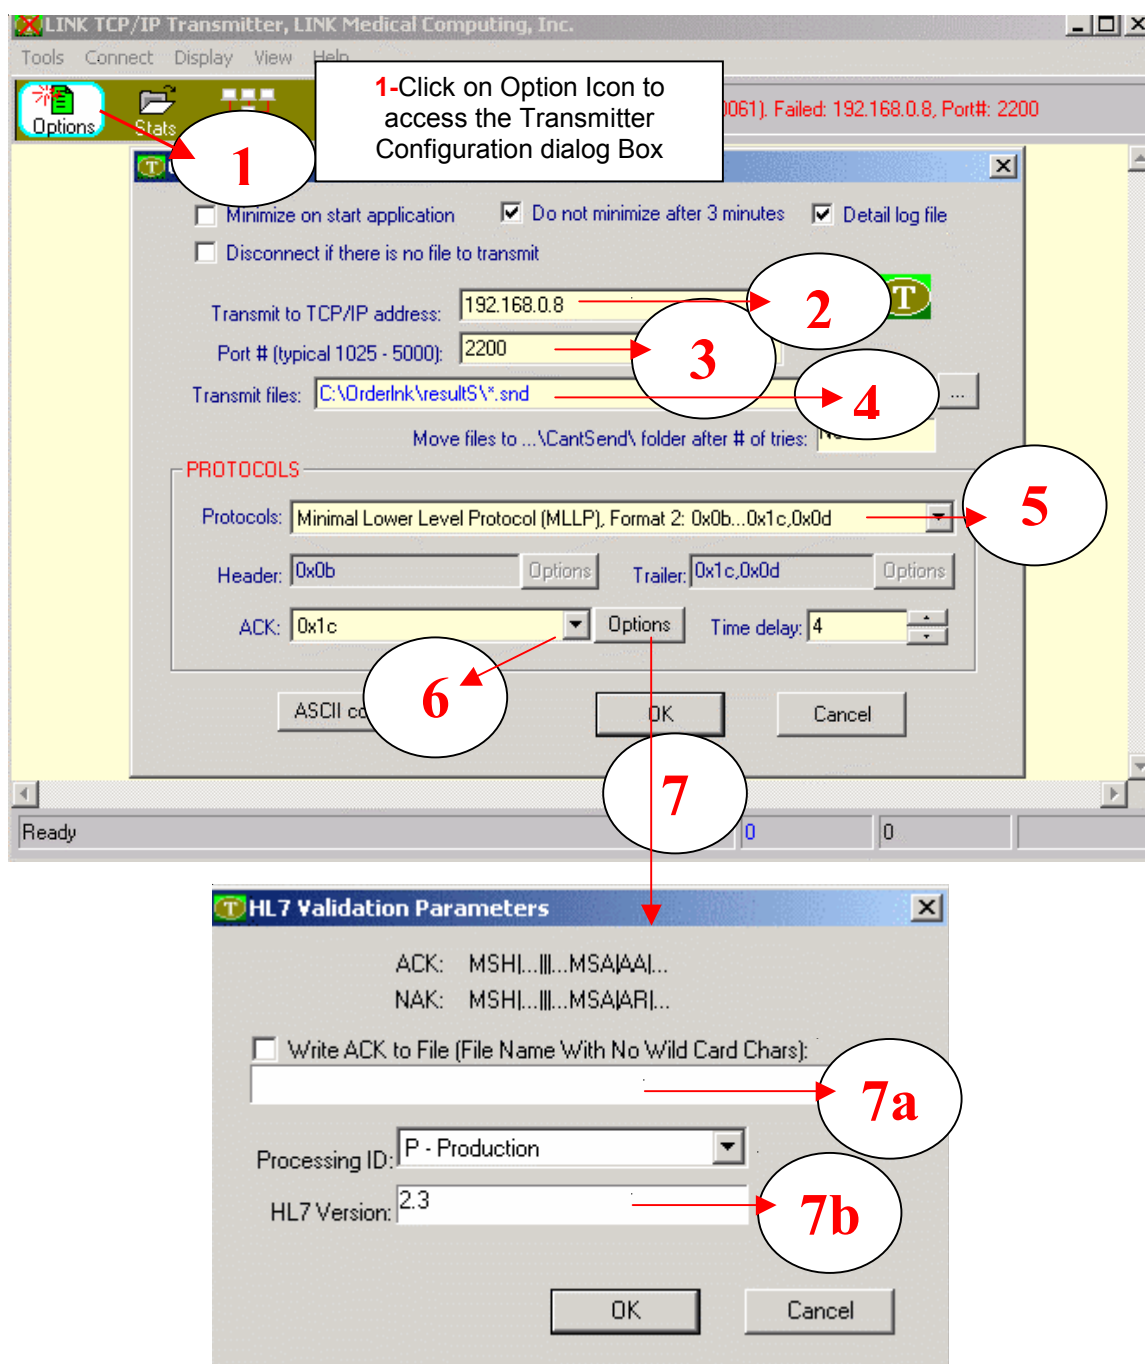 LINK TCP/IP Transmitter, LINK Medical Computing, Inc.
Tools Connect Display View Help
1-Click on Option Icon to
access the Transmitter
Configuration dialog Box
Options
Stats
0061). Failed: 192.168.0.8, Port#: 2200
1
Minimize on start application
Do not minimize after 3 minutes
Detail log file
Disconnect if there is no file to transmit
T
Transmit to TCP/IP address: 192.168.0.8
2
Port # (typical 1025 - 5000): 2200
3
Transmit files: C:\Orderlnk\resultS\*.snd
4
...
Move files to ...\CantSend\ folder after # of tries:
PROTOCOLS
Protocols: Minimal Lower Level Protocol (MLLP), Format 2: 0x0b...0x1c,0x0d
5
Header: 0x0b Options Trailer: 0x1c,0x0d Options
ACK: 0x1c Options Time delay: 4
6
ASCII
OK
Cancel
7
Ready
0
0
T HL7 Validation Parameters
ACK: MSH|...|||...MSA|AA|...
NAK: MSH|...|||...MSA|AR|...
Write ACK to File (File Name With No Wild Card Chars):
7a
Processing ID: P - Production
HL7 Version: 2.3
7b
OK
Cancel